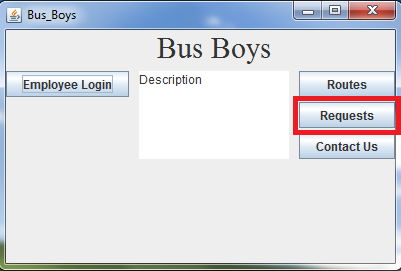 Bus_Boys
Bus Boys
Employee Login
Description
Routes
Requests
Contact Us